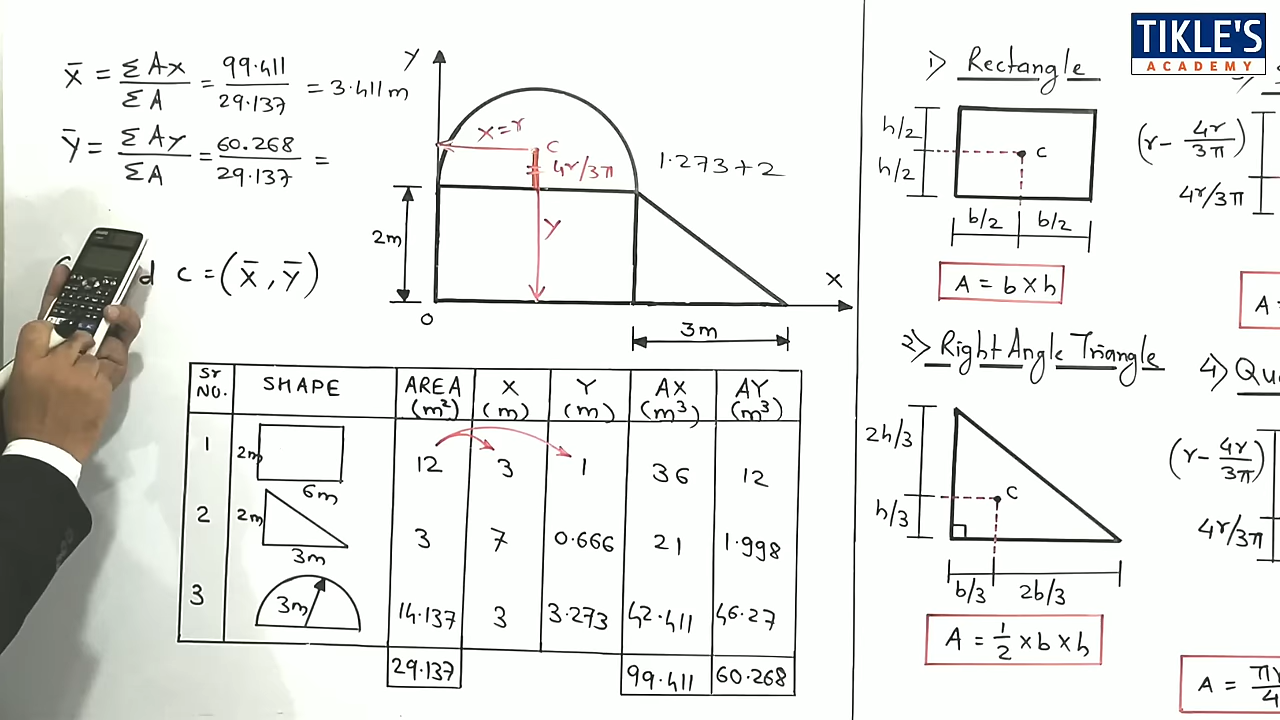 TIKLE'S
ACADEMY
X̄ = ΣAx/ΣA = 99.411/29.137 = 3.411 m
Ȳ = ΣAy/ΣA = 60.268/29.137 =
d C = (X̄, Ȳ)
Y
x=r
C
4r/3π
1.273+2
2m
Y
X
O
3m
Sr NO. SHAPE AREA (m²) X (m) Y (m) AX (m³) AY (m³)
1 2m 6m 12 3 1 36 12
2 2m 3m 3 7 0.666 21 1.998
3 3m 14.137 3 3.273 42.411 46.27
29.137 99.411 60.268
1) Rectangle
h/2
h/2
C
b/2 b/2
A = b×h
2) Right Angle Triangle
2h/3
h/3
C
b/3 2b/3
A = 1/2 ×b×h
(r - 4r/3π)
4r/3π
A =
4) Qu
(r - 4r/3π)
4r/3π
A = π